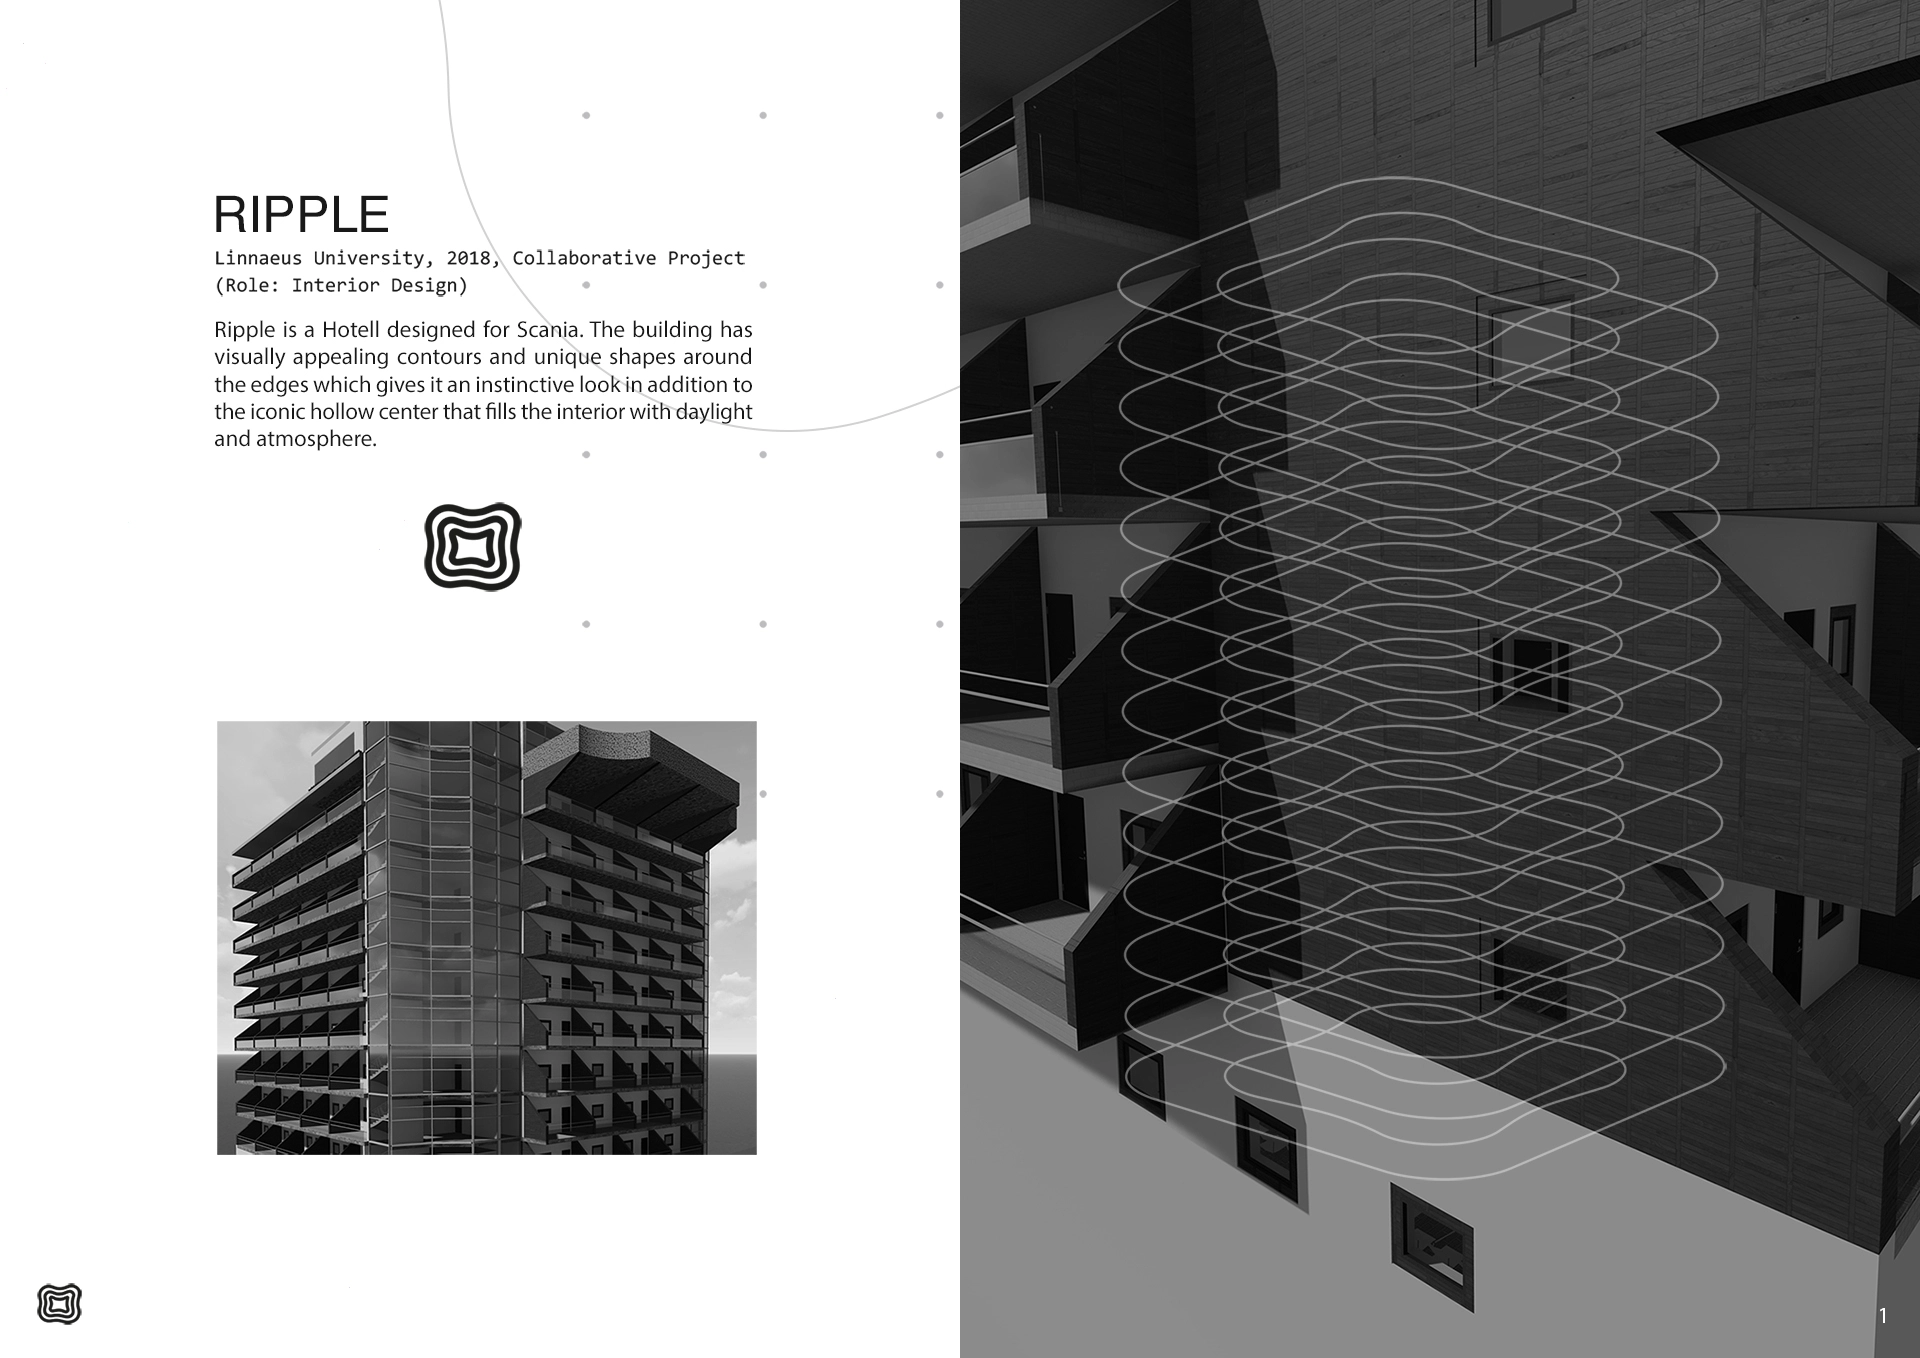 RIPPLE
Linnaeus University, 2018, Collaborative Project
(Role: Interior Design)
Ripple is a Hotell designed for Scania. The building has
visually appealing contours and unique shapes around
the edges which gives it an instinctive look in addition to
the iconic hollow center that fills the interior with daylight
and atmosphere.
1